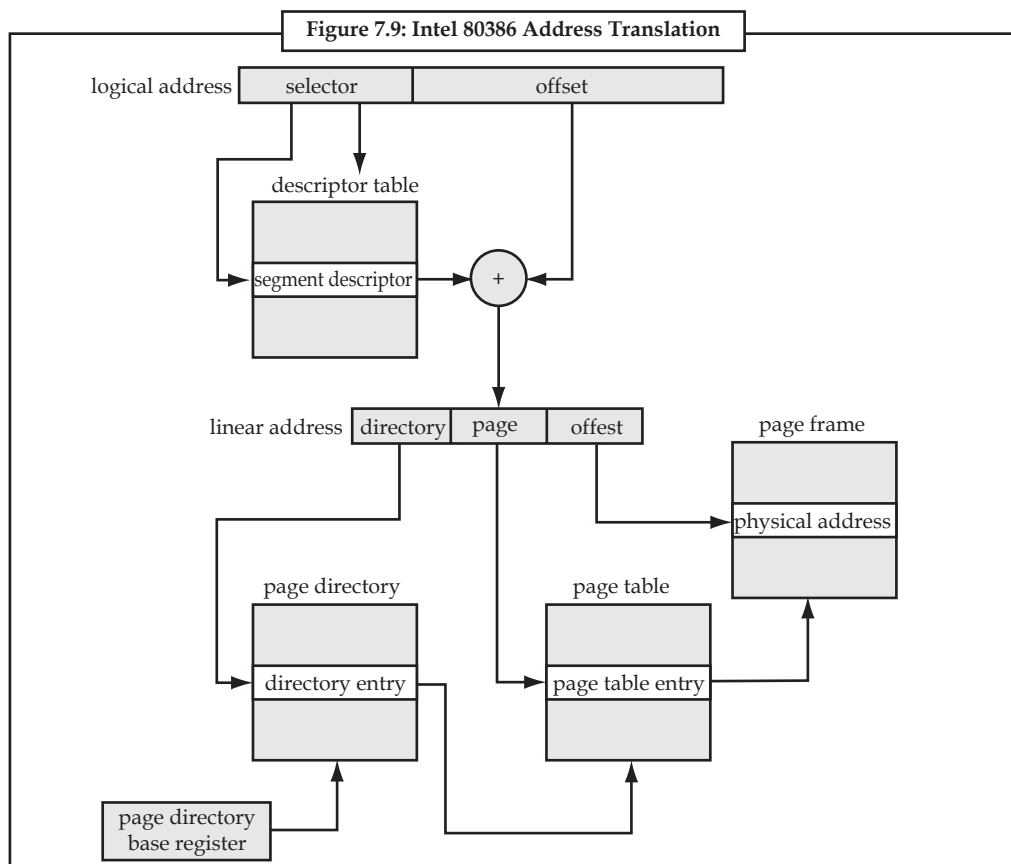 Figure 7.9: Intel 80386 Address Translation
logical address
selector
offset
descriptor table
segment descriptor
+
linear address
directory
page
offest
page frame
physical address
page directory
page table
directory entry
page table entry
page directory
base register